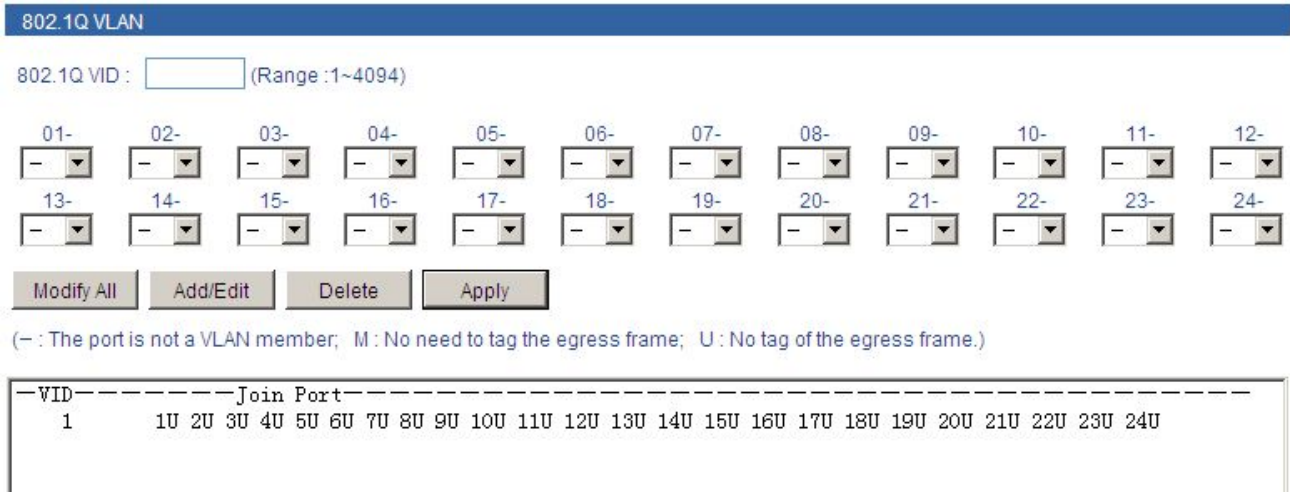 802.1Q VLAN
802.1Q VID : (Range :1~4094)
01- 02- 03- 04- 05- 06- 07- 08- 09- 10- 11- 12-
– – – – – – – – – – – –
13- 14- 15- 16- 17- 18- 19- 20- 21- 22- 23- 24-
– – – – – – – – – – – –
Modify All Add/Edit Delete Apply
(– : The port is not a VLAN member; M : No need to tag the egress frame; U : No tag of the egress frame.)
—VID———————Join Port——————————————————————————————————————
1 1U 2U 3U 4U 5U 6U 7U 8U 9U 10U 11U 12U 13U 14U 15U 16U 17U 18U 19U 20U 21U 22U 23U 24U